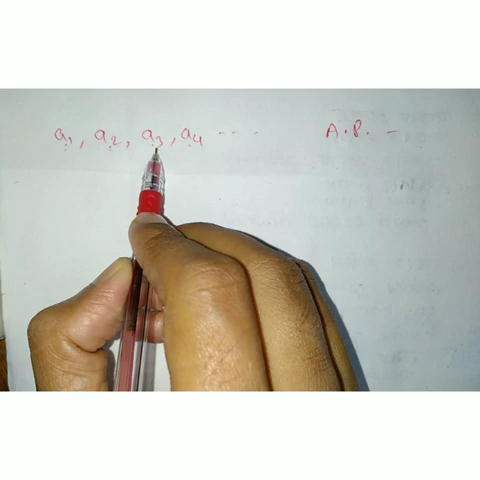 a1, a2, a3, a4 ---- A.P. -